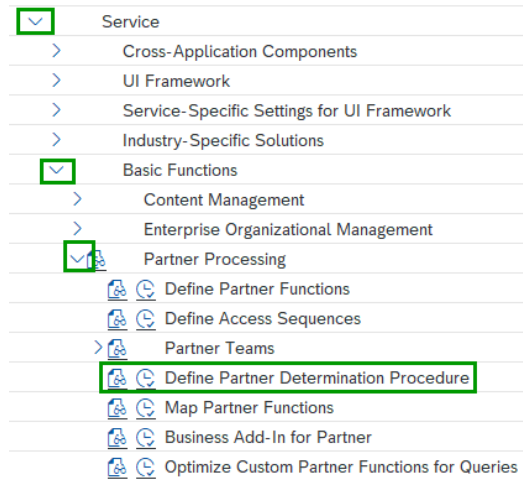 Service
Cross-Application Components
UI Framework
Service-Specific Settings for UI Framework
Industry-Specific Solutions
Basic Functions
Content Management
Enterprise Organizational Management
Partner Processing
Define Partner Functions
Define Access Sequences
Partner Teams
Define Partner Determination Procedure
Map Partner Functions
Business Add-In for Partner
Optimize Custom Partner Functions for Queries